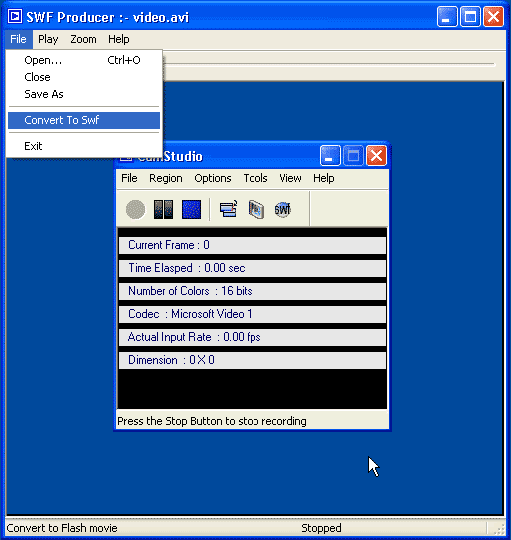 SWF Producer :- video.avi
File Play Zoom Help
Open... Ctrl+O
Close
Save As
Convert To Swf
Exit
CamStudio
File Region Options Tools View Help
SWF
Current Frame : 0
Time Elasped : 0.00 sec
Number of Colors : 16 bits
Codec : Microsoft Video 1
Actual Input Rate : 0.00 fps
Dimension : 0 X 0
Press the Stop Button to stop recording
Convert to Flash movie Stopped